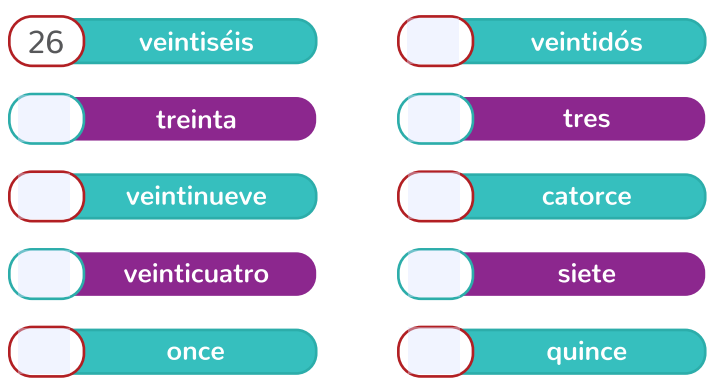 26 veintiséis
treinta
veintinueve
veinticuatro
once
veintidós
tres
catorce
siete
quince